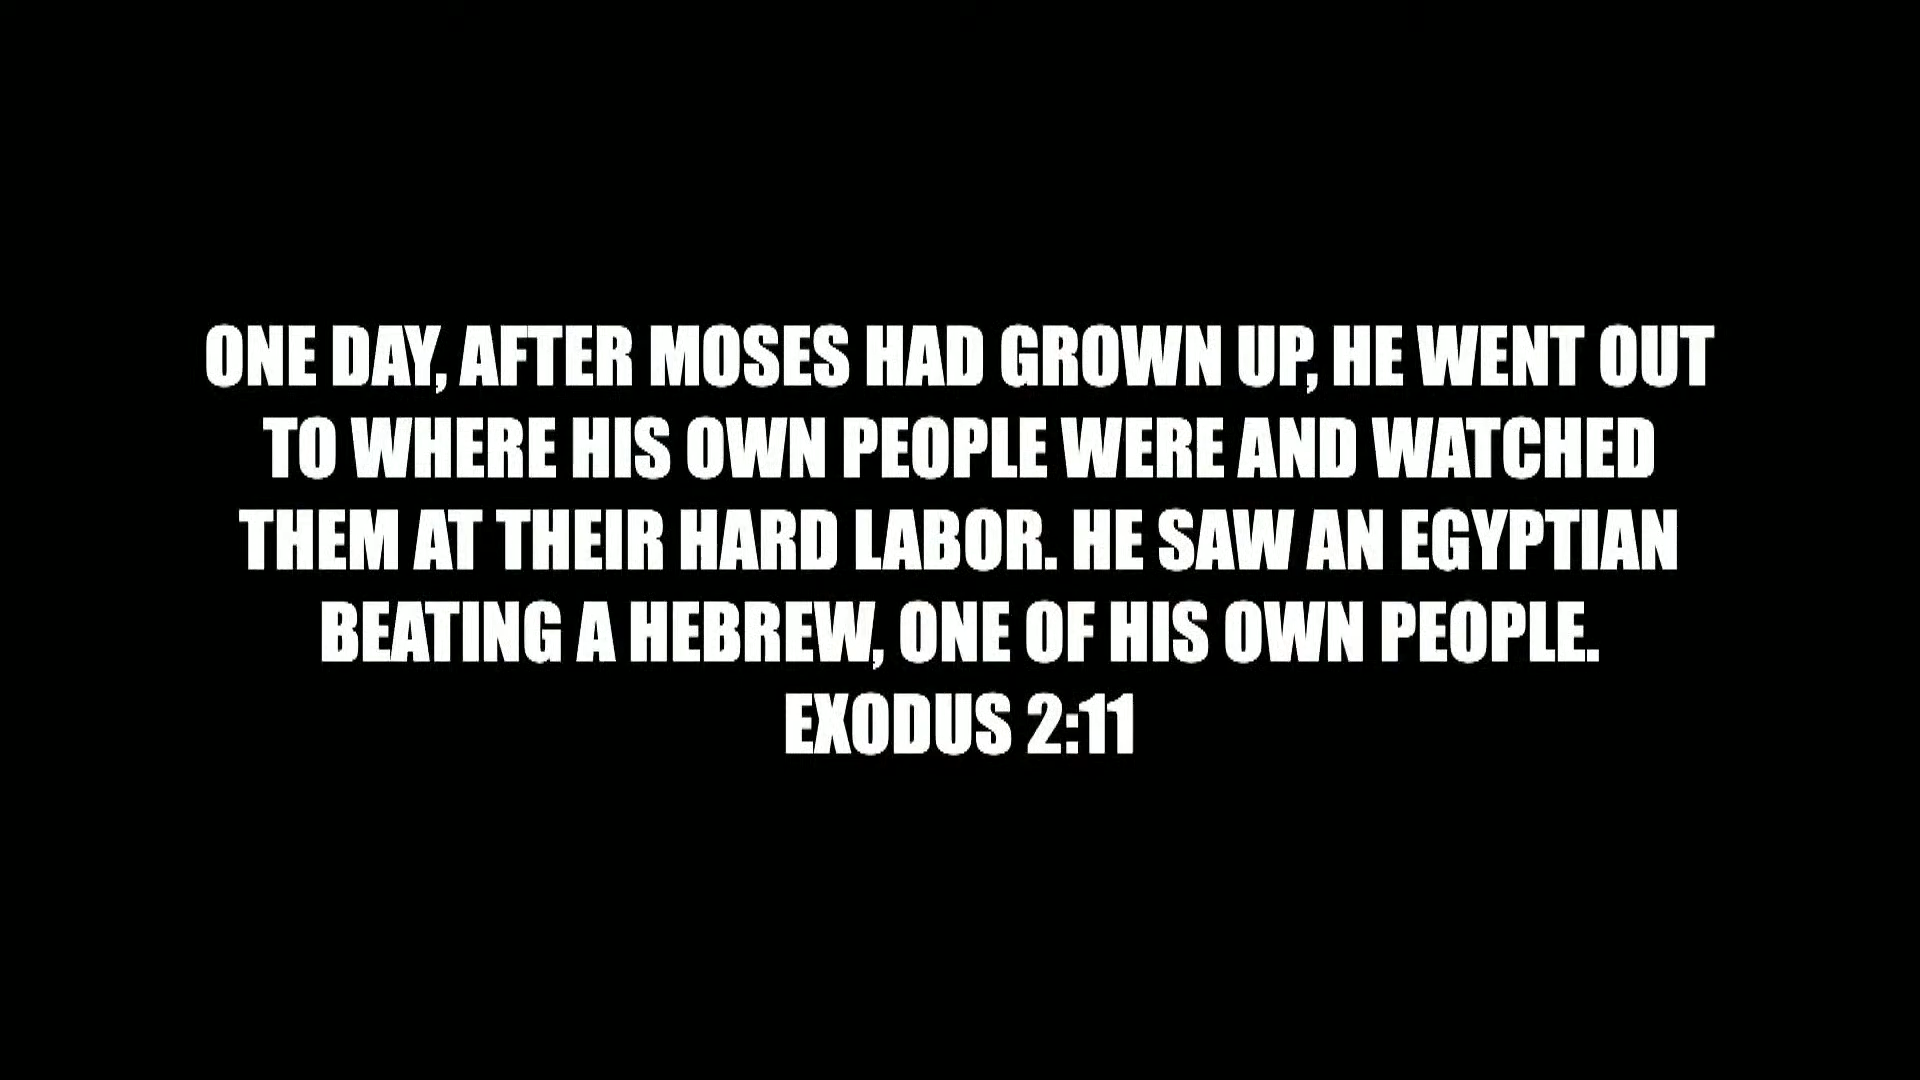 ONE DAY, AFTER MOSES HAD GROWN UP, HE WENT OUT
TO WHERE HIS OWN PEOPLE WERE AND WATCHED
THEM AT THEIR HARD LABOR. HE SAW AN EGYPTIAN
BEATING A HEBREW, ONE OF HIS OWN PEOPLE.
EXODUS 2:11